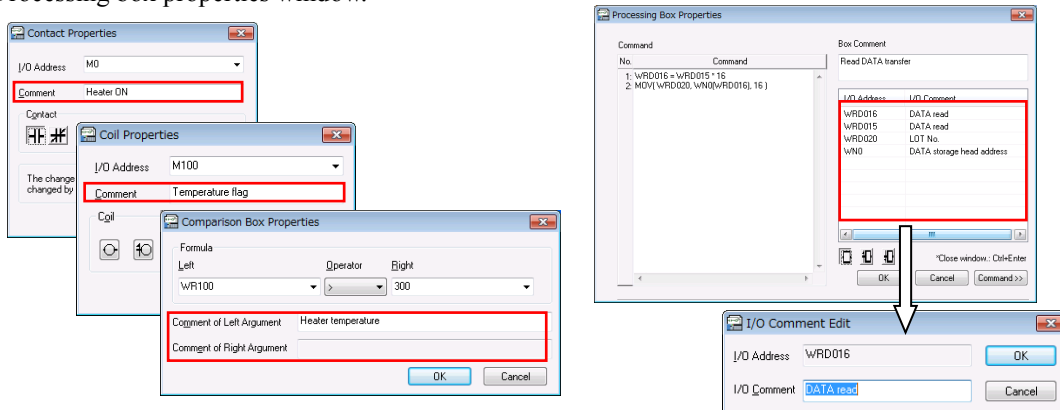 Processing box properties window.
Contact Properties
I/O Address M0
Comment Heater ON
Contact
The change
changed by
Coil Properties
I/O Address M100
Comment Temperature flag
Coil
Comparison Box Properties
Formula
Left Operator Right
WR100 > 300
Comment of Left Argument Heater temperature
Comment of Right Argument
OK Cancel
Processing Box Properties
Command
No. Command
1: WRD016 = WRD015 * 16
2: MOV( WRD020, WN0(WRD016), 16 )
Box Comment
Read DATA transfer
I/O Address I/O Comment
WRD016 DATA read
WRD015 DATA read
WRD020 LOT No.
WN0 DATA storage head address
*Close window.: Ctrl+Enter
OK Cancel Command>>
I/O Comment Edit
I/O Address WRD016 OK
I/O Comment DATA read Cancel